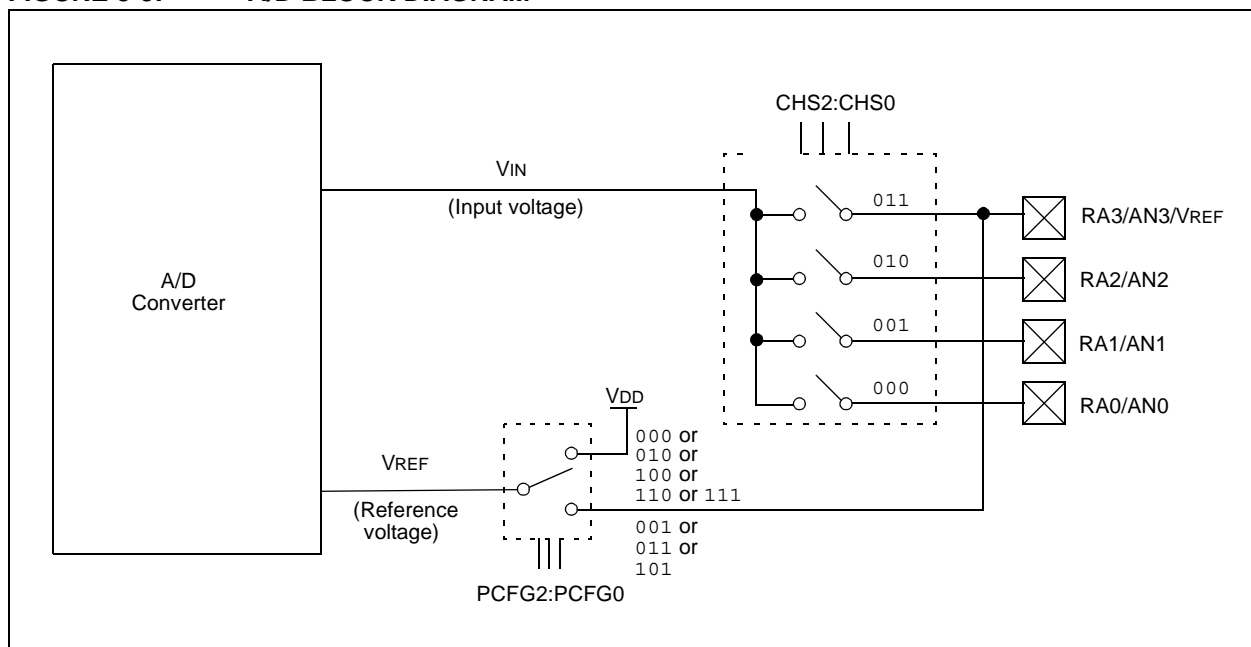 CHS2:CHS0
VIN
(Input voltage)
011
RA3/AN3/VREF
010
RA2/AN2
A/D
Converter
001
RA1/AN1
000
RA0/AN0
VDD
000 or
010 or
100 or
110 or 111
VREF
(Reference
voltage)
001 or
011 or
101
PCFG2:PCFG0